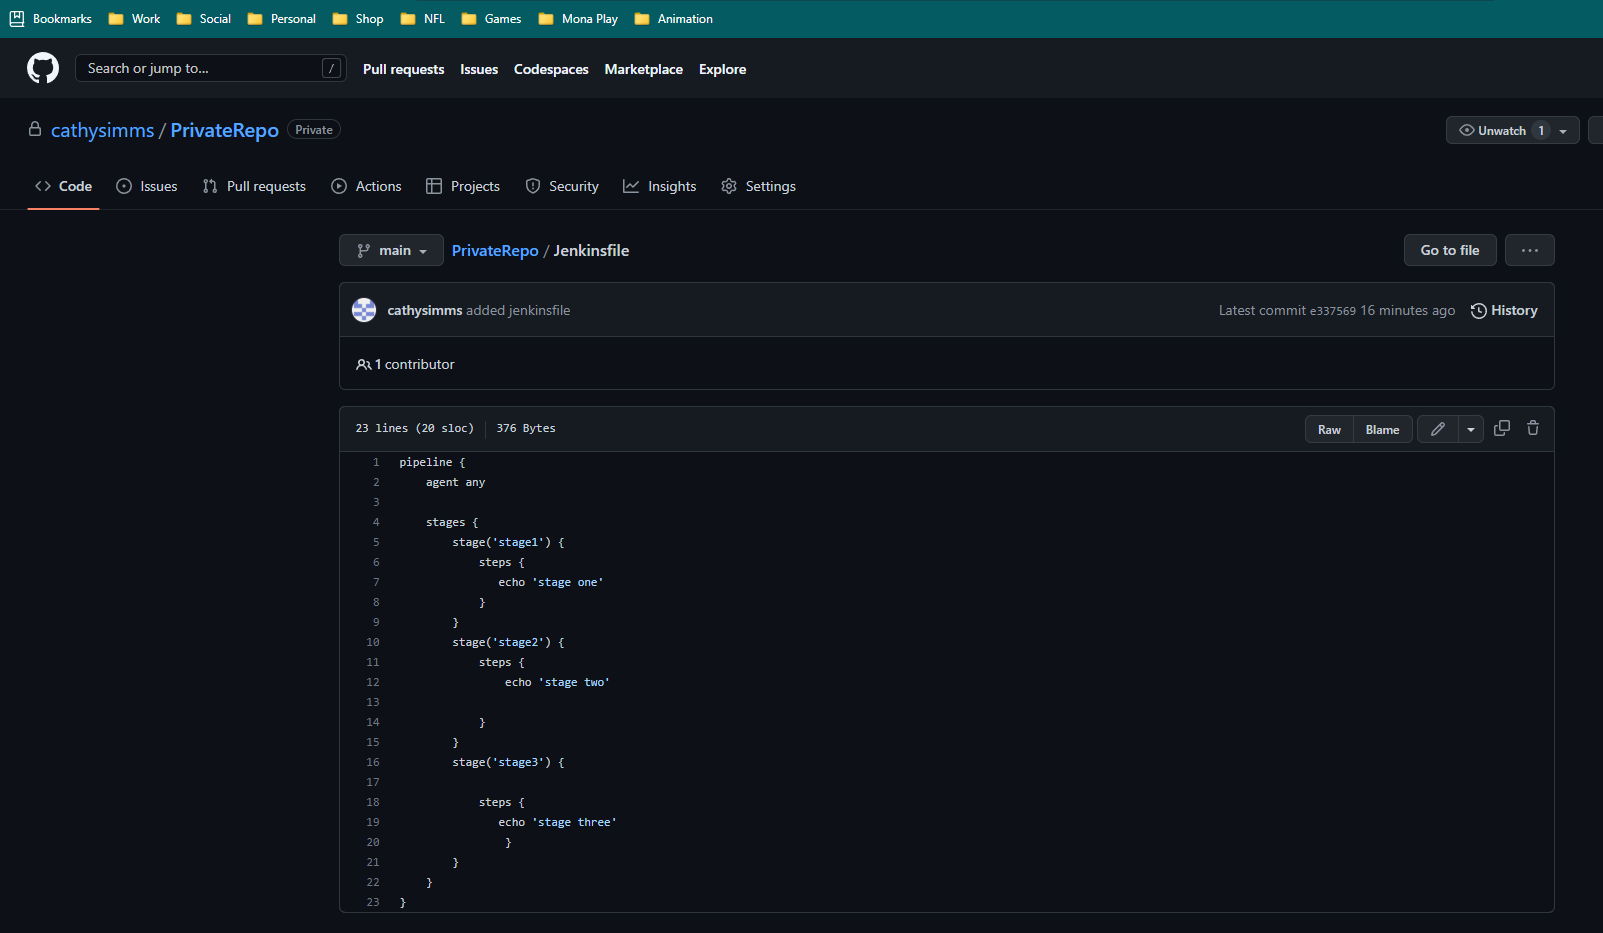 Bookmarks Work Social Personal Shop NFL Games Mona Play Animation
Search or jump to... / Pull requests Issues Codespaces Marketplace Explore
cathysimms / PrivateRepo Private Unwatch 1
Code Issues Pull requests Actions Projects Security Insights Settings
main PrivateRepo / Jenkinsfile Go to file ...
cathysimms added jenkinsfile Latest commit e337569 16 minutes ago History
1 contributor
23 lines (20 sloc) 376 Bytes Raw Blame
1 pipeline {
2     agent any
3
4     stages {
5         stage('stage1') {
6             steps {
7                echo 'stage one'
8             }
9         }
10         stage('stage2') {
11             steps {
12                 echo 'stage two'
13
14             }
15         }
16         stage('stage3') {
17
18             steps {
19                echo 'stage three'
20                 }
21         }
22     }
23 }